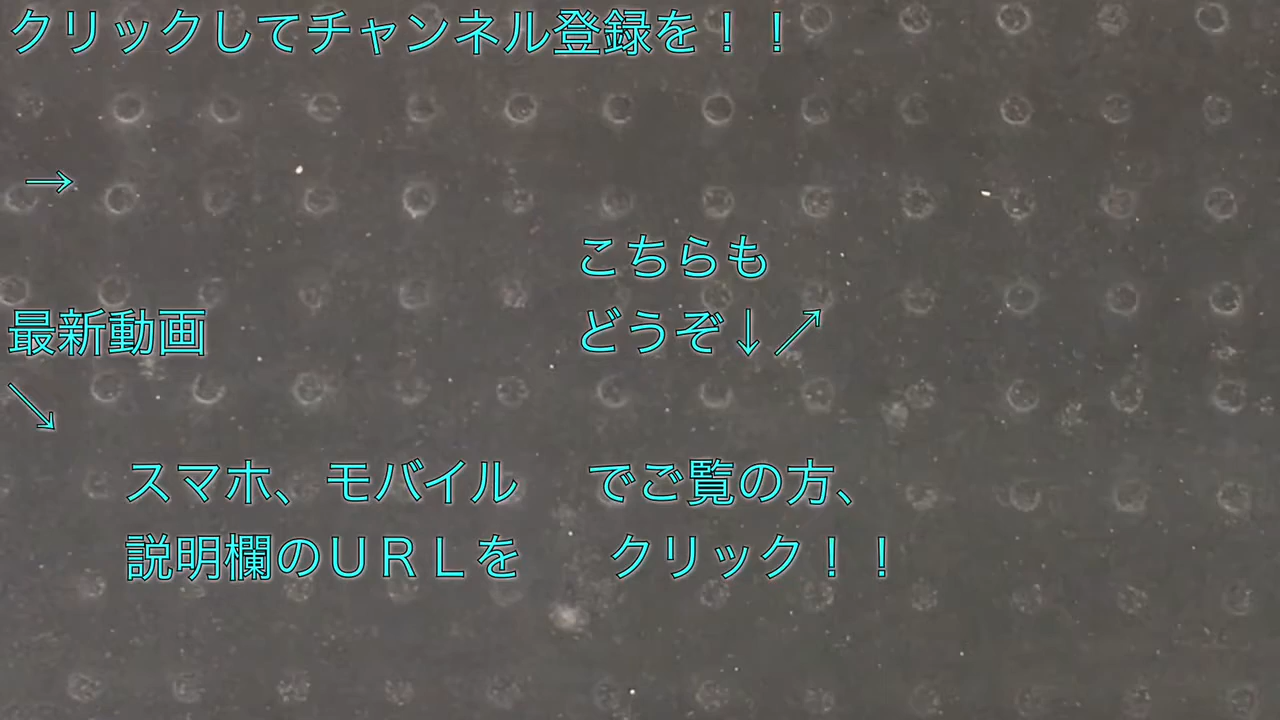 クリックしてチャンネル登録を！！
→
こちらも
どうぞ↓↗
最新動画
↘
スマホ、モバイル でご覧の方、
説明欄のＵＲＬを クリック！！